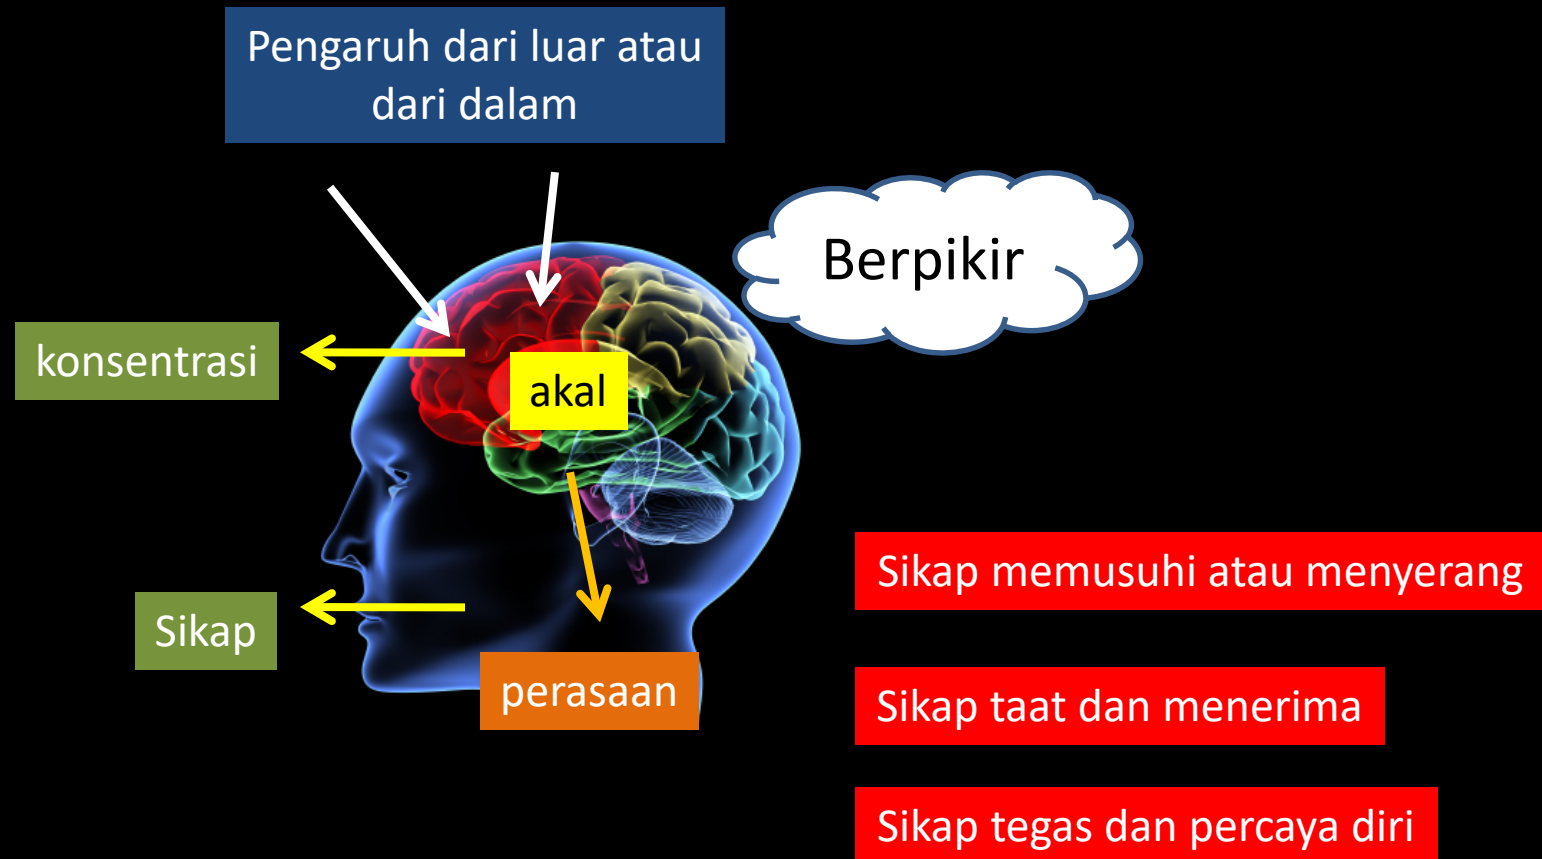 Pengaruh dari luar atau
dari dalam
Berpikir
konsentrasi
akal
Sikap
perasaan
Sikap memusuhi atau menyerang
Sikap taat dan menerima
Sikap tegas dan percaya diri